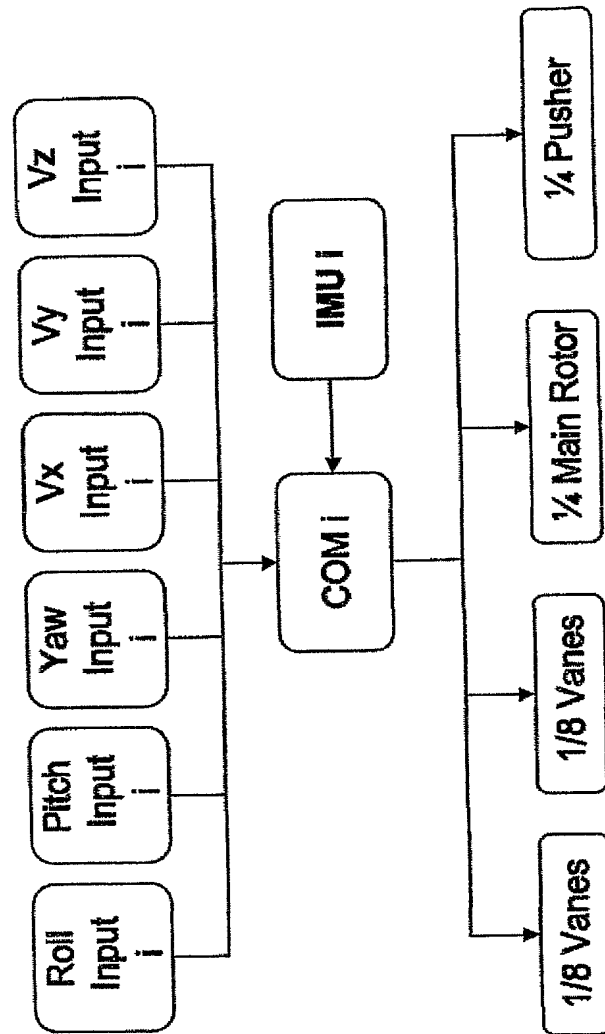 Roll
Input
i
Pitch
Input
i
Yaw
Input
i
Vx
Input
i
Vy
Input
i
Vz
Input
i
COM i
IMU i
1/8 Vanes
1/8 Vanes
¼ Main Rotor
¼ Pusher